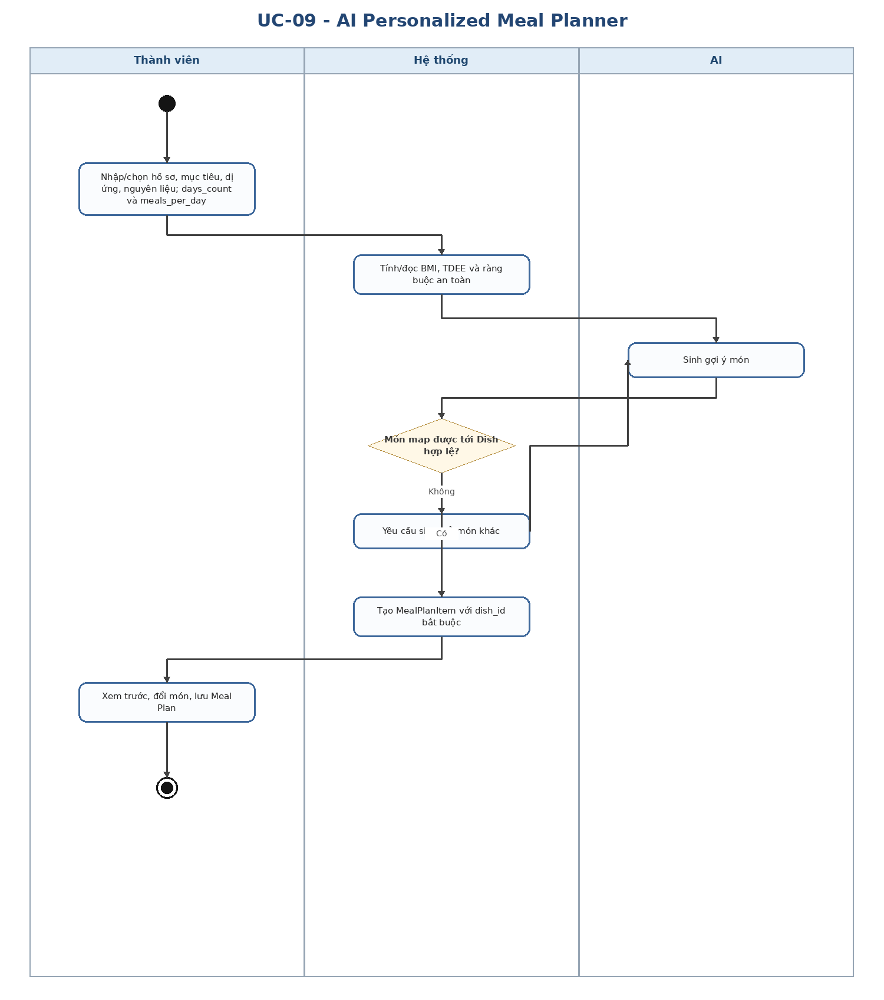 UC-09 - AI Personalized Meal Planner
Thành viên
Hệ thống
AI
Nhập/chọn hồ sơ, mục tiêu, dị
ứng, nguyên liệu; days_count
và meals_per_day
Tính/đọc BMI, TDEE và ràng
buộc an toàn
Sinh gợi ý món
Món map được tới Dish
hợp lệ?
Không
Yêu cầu món khác
Có
Tạo MealPlanItem với dish_id
bắt buộc
Xem trước, đổi món, lưu Meal
Plan